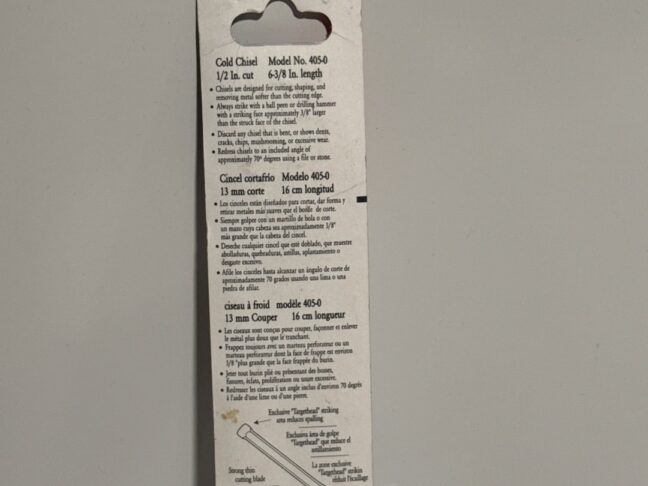 Cold Chisel Model No. 405-0
1/2 In. cut 6-3/8 In. length
• Chisels are designed for cutting, shaping, and
removing metal softer than the cutting edge.
• Always strike with a ball peen or drilling hammer
with a striking face approximately 3/8" larger
than the struck face of the chisel.
• Discard any chisel that is bent, or shows dents,
cracks, chips, mushrooming, or excessive wear.
• Redress chisels to an included angle of
approximately 70º degrees using a file or stone.
Cincel cortafrio Modelo 405-0
13 mm corte 16 cm longitud
• Los cinceles están diseñados para cortar, dar forma y
retirar metales más suaves que el borde de corte.
• Siempre golpee con un martillo de bola o con
un mazo cuya cabeza sea aproximadamente 3/8"
más grande que la cabeza del cincel.
• Deseche cualquier cincel que esté doblado, que muestre
abolladuras, quebraduras, astillas, aplastamiento o
desgaste excesivo.
• Afile los cinceles hasta alcanzar un ángulo de corte de
aproximadamente 70 grados usando una lima o una
piedra de afilar.
ciseau à froid modèle 405-0
13 mm Couper 16 cm longueur
• Les ciseaux sont conçus pour couper, façonner et enlever
le métal plus doux que le tranchant.
• Frappez toujours avec un marteau perforateur ou un
marteau perforateur dont la face de frappe est environ
3/8 "plus grande que la face frappée du burin.
• Jeter tout burin plié ou présentant des bosses,
fissures, éclats, prolifération ou usure excessive.
• Redresser les ciseaux à un angle inclus d'environ 70 degrés
à l'aide d'une lime ou d'une pierre.
Exclusive "Targethead" striking
area reduces spalling
Exclusiva área de golpe
"Targethead" que reduce el
astillamiento
La zone exclusive
"Targethead" strikin
réduit l'écaillage
Strong thin
cutting blade